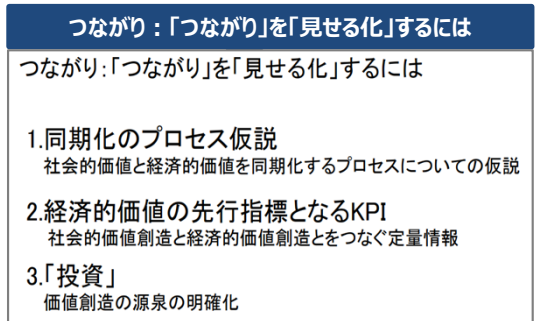 つながり：「つながり」を「見せる化」するには
つながり：「つながり」を「見せる化」するには
1.同期化のプロセス仮説
社会的価値と経済的価値を同期化するプロセスについての仮説
2.経済的価値の先行指標となるKPI
社会的価値創造と経済的価値創造とをつなぐ定量情報
3.「投資」
価値創造の源泉の明確化